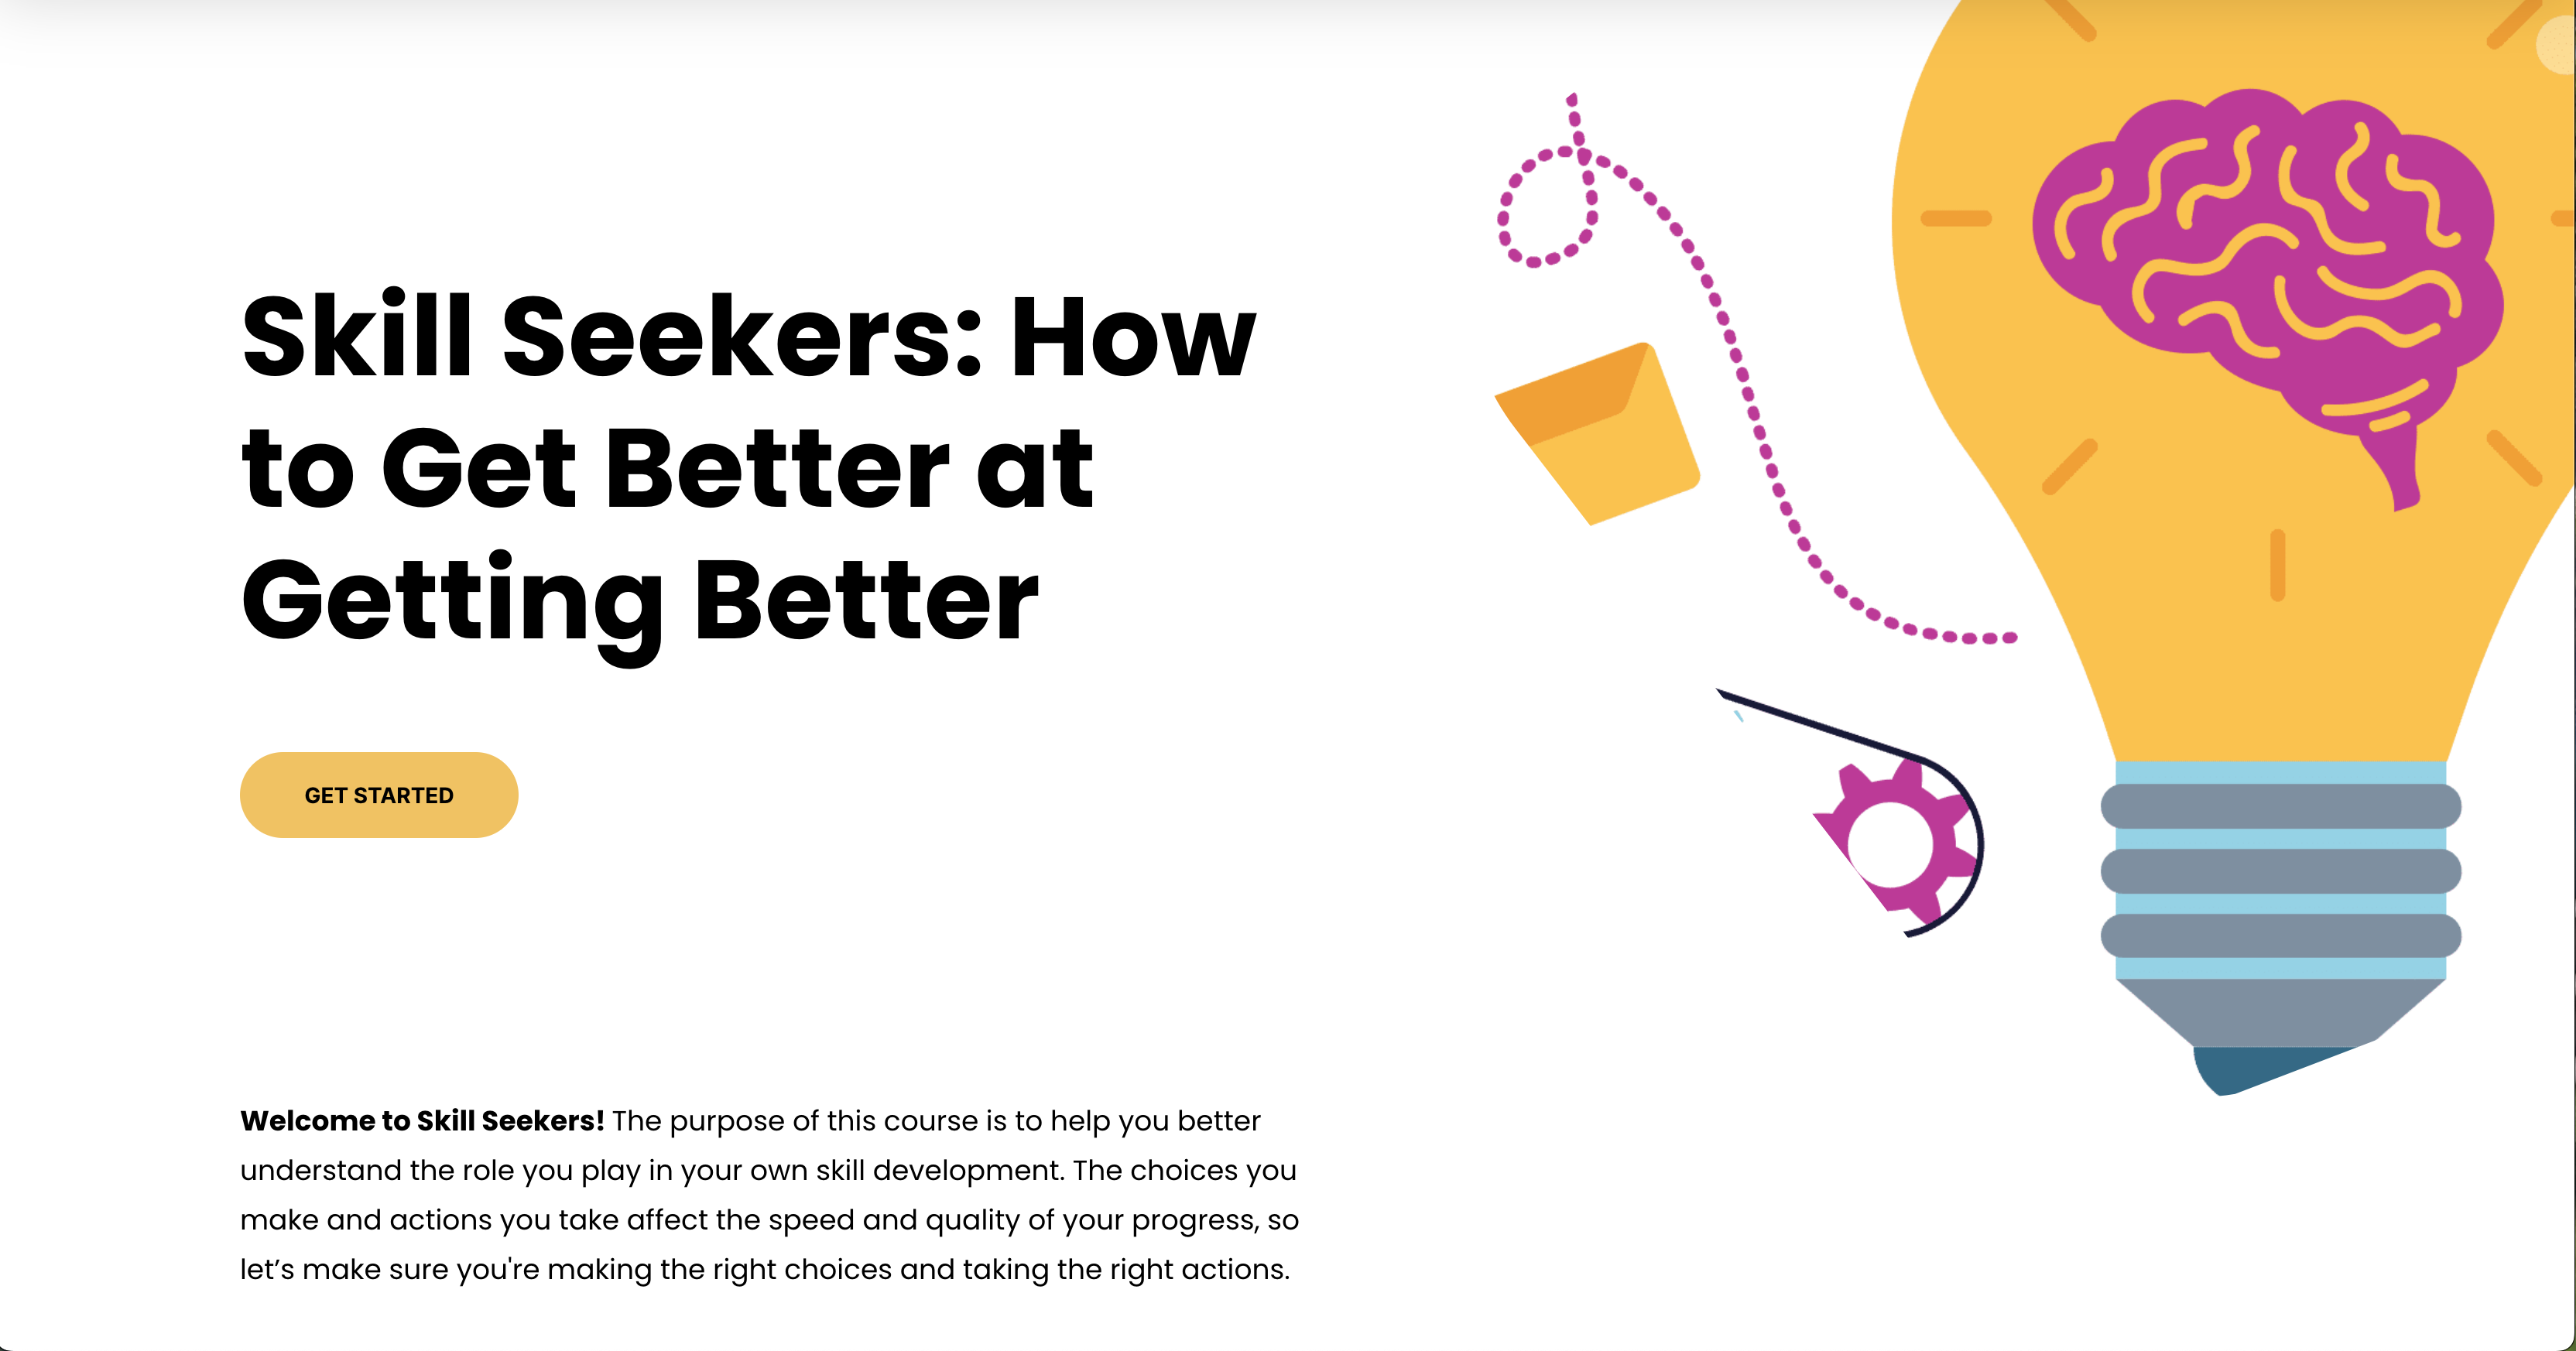 Skill Seekers: How
to Get Better at
Getting Better
GET STARTED
Welcome to Skill Seekers! The purpose of this course is to help you better
understand the role you play in your own skill development. The choices you
make and actions you take affect the speed and quality of your progress, so
let’s make sure you're making the right choices and taking the right actions.